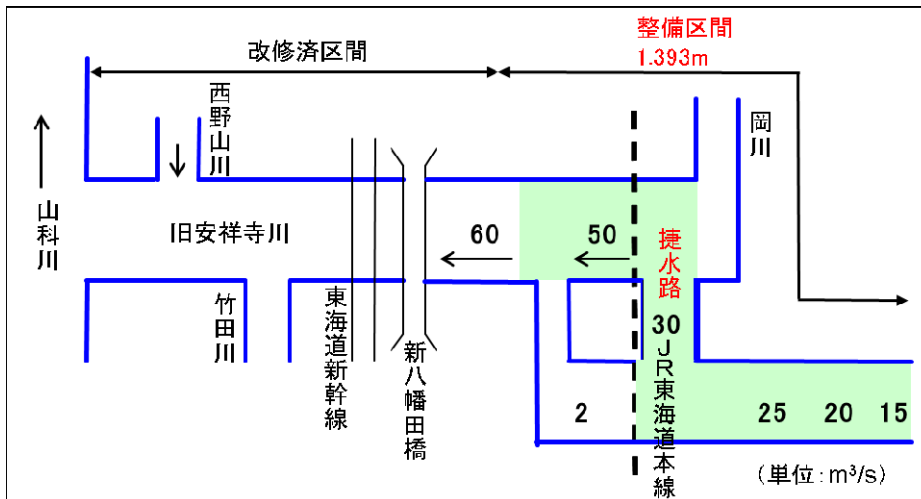 整備区間
1.393m
改修済区間
西野山川
岡川
山科川
旧安祥寺川
60
50
捷水路
竹田川
東海道新幹線
新八幡田橋
30
JR東海道本線
2
25
20
15
(単位:m³/s)